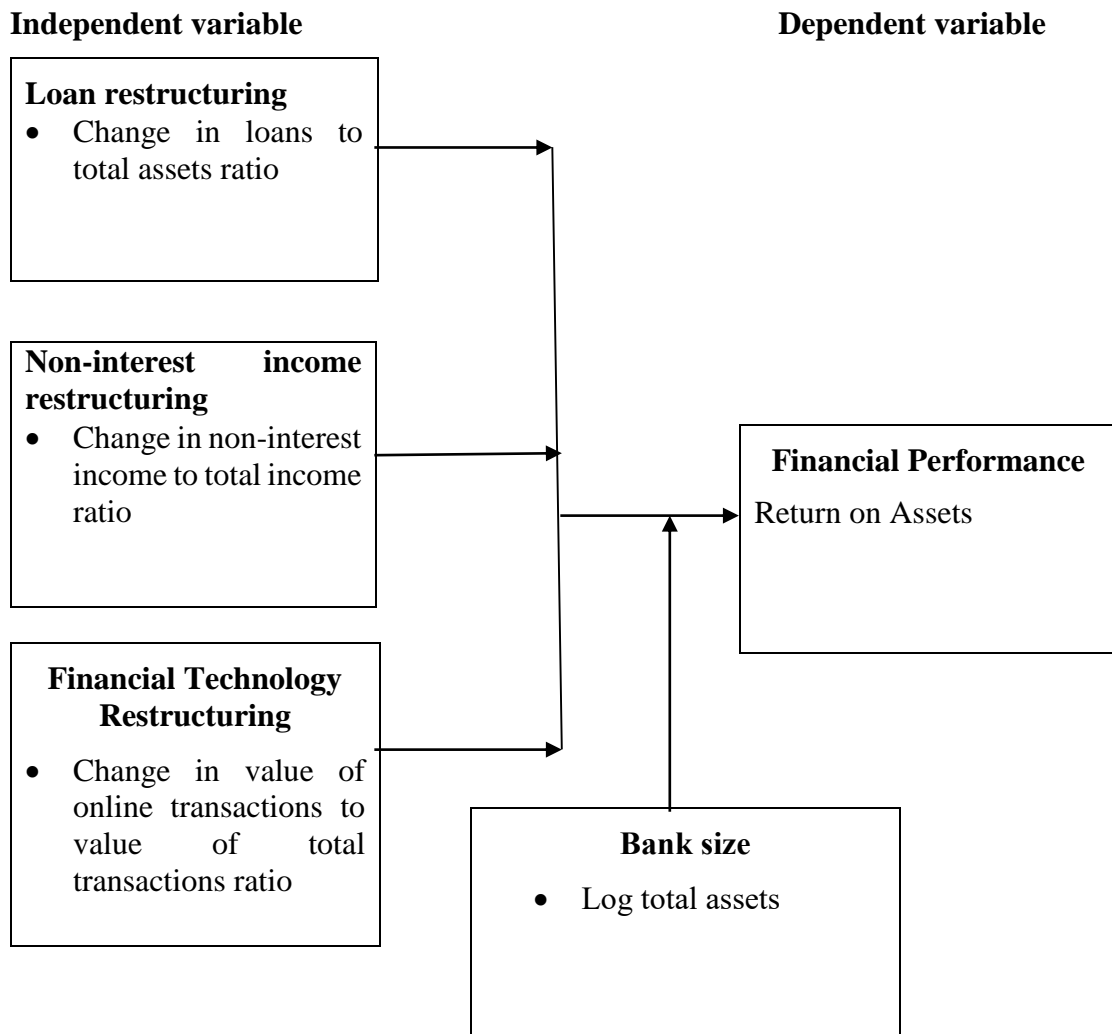 Independent variable
Dependent variable
Loan restructuring
• Change in loans to
total assets ratio
Non-interest income
restructuring
• Change in non-interest
income to total income
ratio
Financial Performance
Return on Assets
Financial Technology
Restructuring
• Change in value of
online transactions to
value of total
transactions ratio
Bank size
• Log total assets